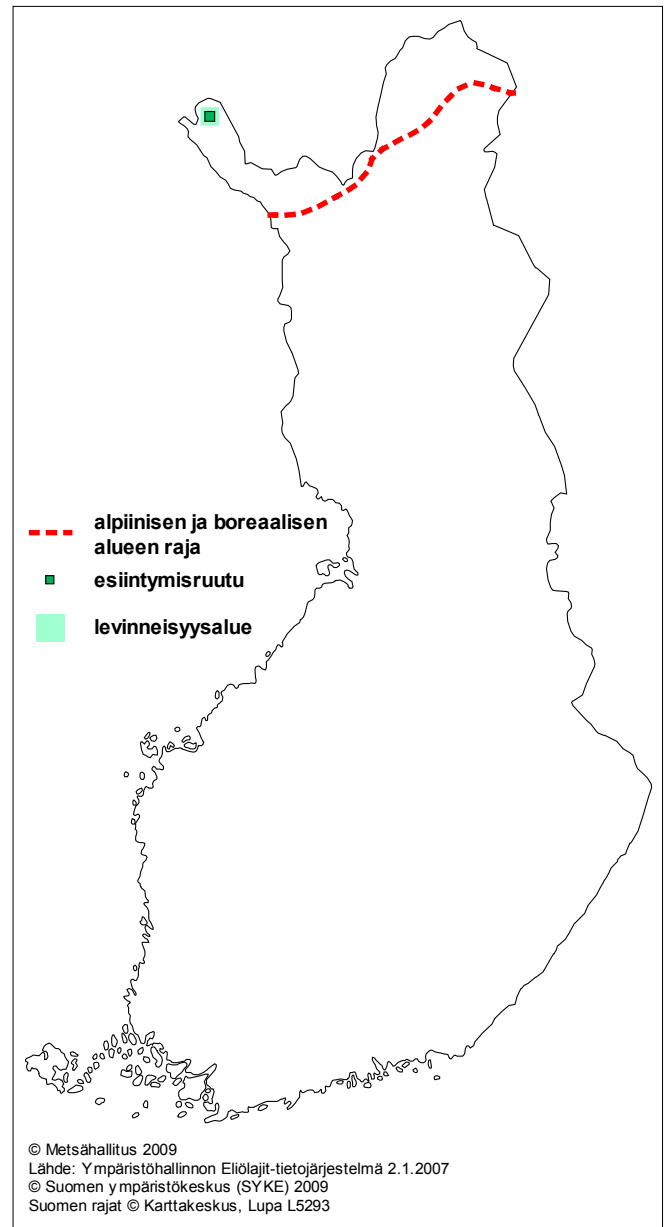 alpiinisen ja boreaalisen
alueen raja
esiintymisruutu
levinneisyysalue
© Metsähallitus 2009
Lähde: Ympäristöhallinnon Eliölajit-tietojärjestelmä 2.1.2007
© Suomen ympäristökeskus (SYKE) 2009
Suomen rajat © Karttakeskus, Lupa L5293